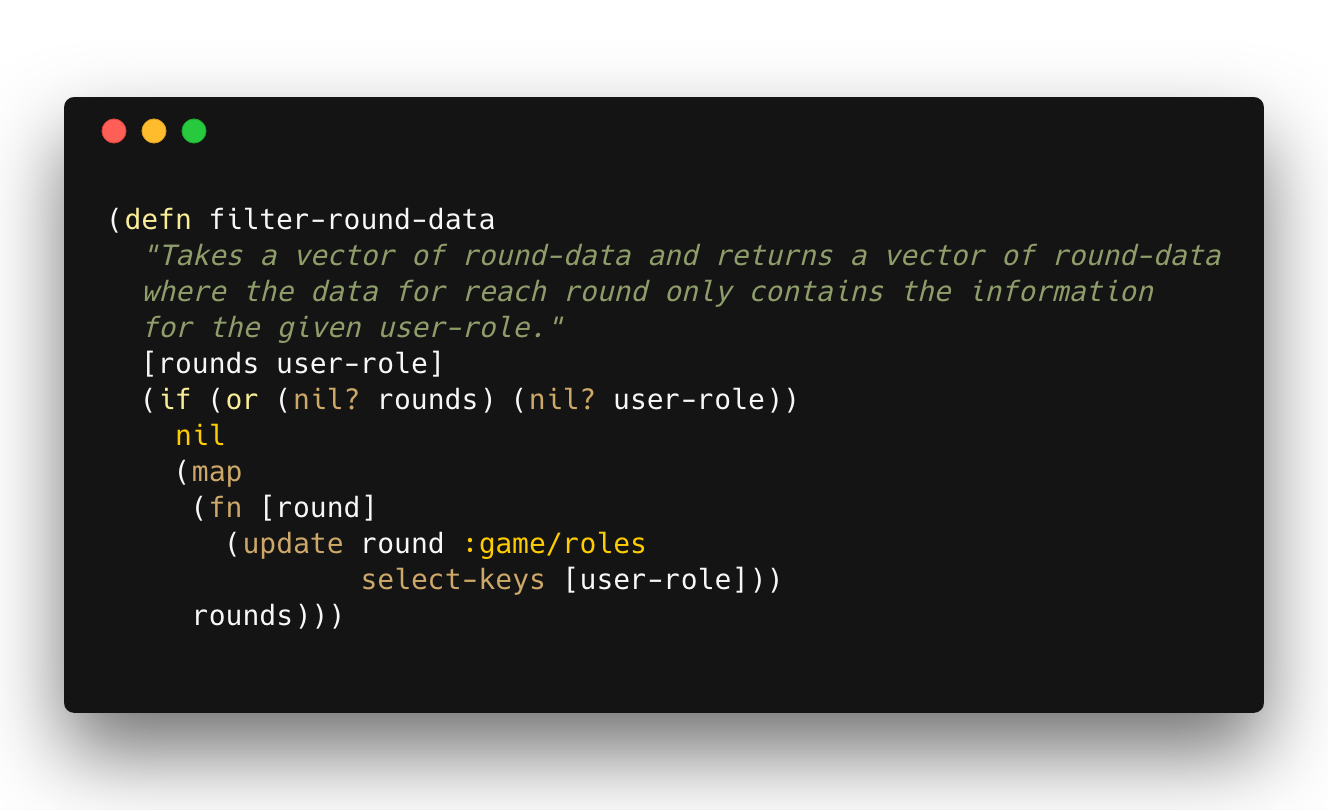 (defn filter-round-data
"Takes a vector of round-data and returns a vector of round-data
where the data for reach round only contains the information
for the given user-role."
[rounds user-role]
(if (or (nil? rounds) (nil? user-role))
nil
(map
(fn [round]
(update round :game/roles
select-keys [user-role]))
rounds)))